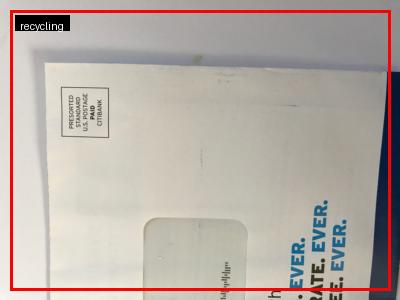 recycling
PRESORTED
STANDARD
U.S. POSTAGE
PAID
CITIBANK
h
. EVER.
RATE. EVER.
EE. EVER.